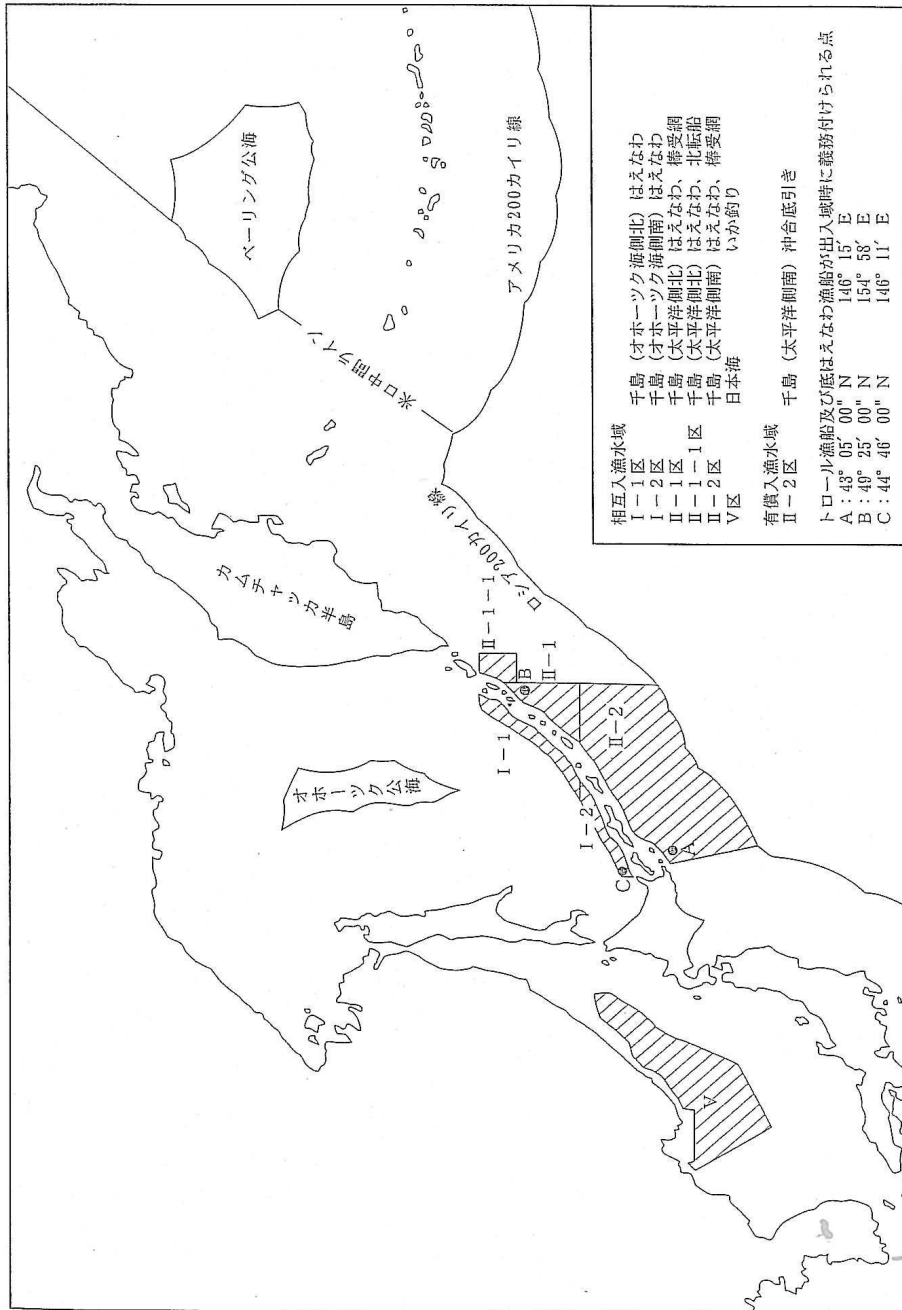 ベーリング公海
アメリカ200カイリ線
米ロ中間ライン
ロシア200カイリ線
カムチャッカ半島
オホーツク公海
Ⅱ－1－1
B
Ⅱ－1
Ⅰ－1
Ⅱ－2
Ⅰ－2
A
C
V
相互入漁水域
Ⅰ－1区 千島（オホーツク海側北）はえなわ
Ⅰ－2区 千島（オホーツク海側南）はえなわ
Ⅱ－1区 千島（太平洋側北）はえなわ、棒受網
Ⅱ－1－1区 千島（太平洋側北）はえなわ、北転船
Ⅱ－2区 千島（太平洋側南）はえなわ、棒受網
V区 日本海 いか釣り
有償入漁水域
Ⅱ－2区 千島（太平洋側南）沖合底引き
トロール漁船及び底はえなわ漁船が出入域時に義務付けられる点
A：43° 05′ 00″ N 146° 15′ E
B：49° 25′ 00″ N 154° 58′ E
C：44° 46′ 00″ N 146° 11′ E